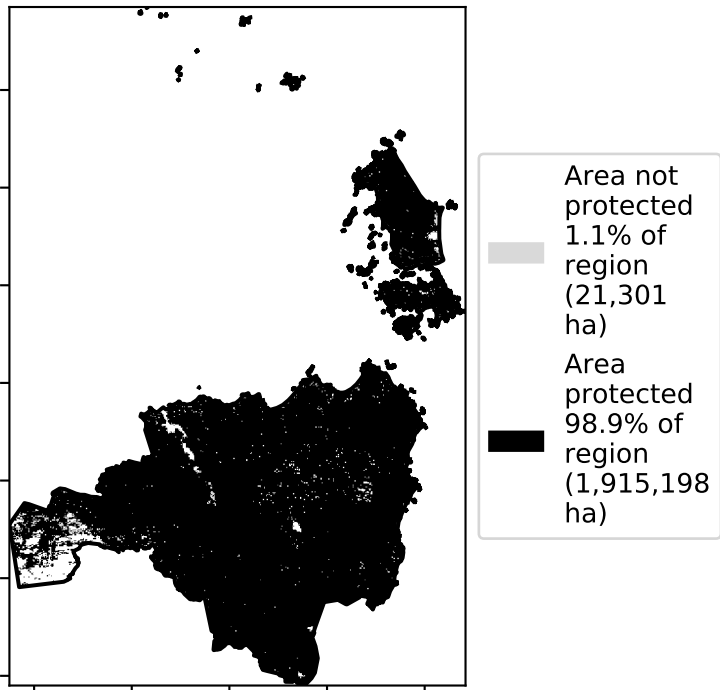 Area not
protected
1.1% of
region
(21,301
ha)
Area
protected
98.9% of
region
(1,915,198
ha)